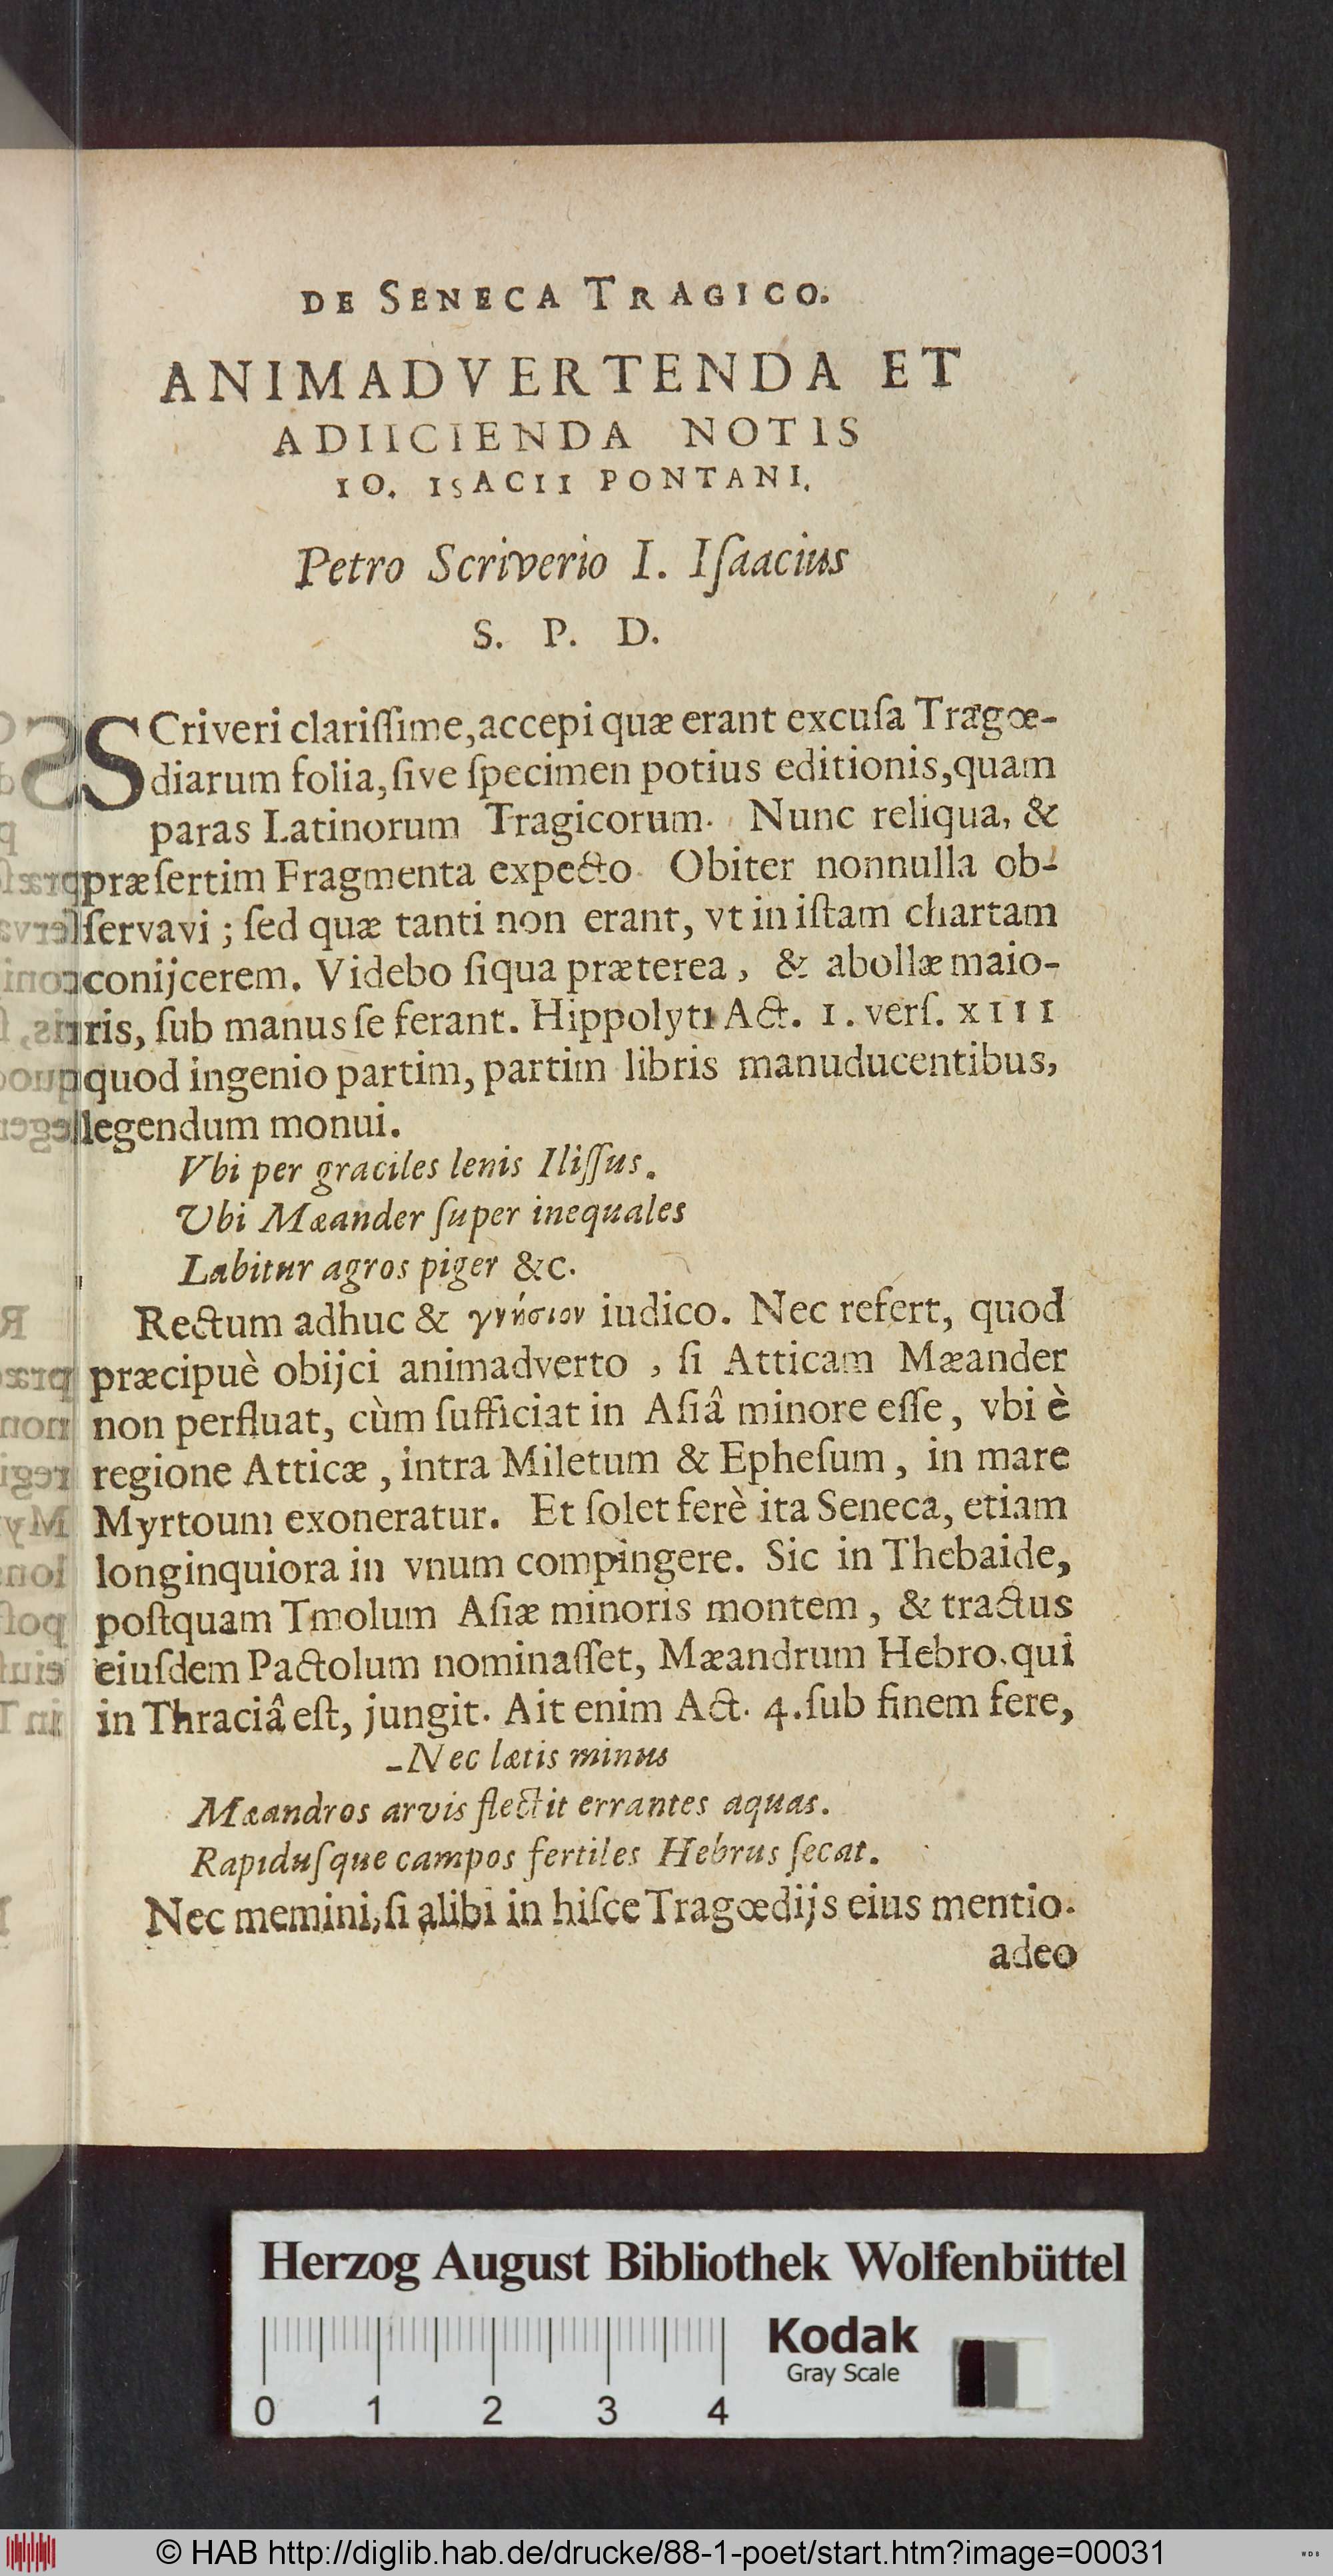 DE SENECA TRAGICO.
ANIMADVERTENDA ET
ADIICIENDA NOTIS
IO. ISACII PONTANI.
Petro Scriverio I. Iſaacius
S. P. D.
SCriveri clariſſime, accepi quæ erant excuſa Tragœ-
diarum folia, ſive ſpecimen potius editionis, quam
paras Latinorum Tragicorum. Nunc reliqua, &
præſertim Fragmenta expecto. Obiter nonnulla ob-
ſervavi; ſed quæ tanti non erant, vt in iſtam chartam
conijcerem. Videbo ſiqua præterea, & abollæ maio-
ris, ſub manus ſe ferant. Hippolyti Act. 1. verſ. XIII
quod ingenio partim, partim libris manuducentibus,
legendum monui.
Vbi per graciles lenis Iliſſus.
Ubi Mæander ſuper inequales
Labitur agros piger &c.
Rectum adhuc & γνήσιον iudico. Nec refert, quod
præcipuè obijci animadverto, ſi Atticam Mæander
non perfluat, cùm ſufficiat in Aſiâ minore eſſe, vbi è
regione Atticæ, intra Miletum & Epheſum, in mare
Myrtoum exoneratur. Et ſolet ferè ita Seneca, etiam
longinquiora in vnum compingere. Sic in Thebaide,
poſtquam Tmolum Aſiæ minoris montem, & tractus
eiuſdem Pactolum nominaſſet, Mæandrum Hebro, qui
in Thraciâ eſt, jungit. Ait enim Act. 4. ſub finem fere,
-Nec lætis minus
Mæandros arvis flectit errantes aquas.
Rapiduſque campos fertiles Hebrus ſecat.
Nec memini, ſi alibi in hiſce Tragœdijs eius mentio.
adeo
Herzog August Bibliothek Wolfenbüttel
Kodak
Gray Scale
0 1 2 3 4
© HAB http://diglib.hab.de/drucke/88-1-poet/start.htm?image=00031